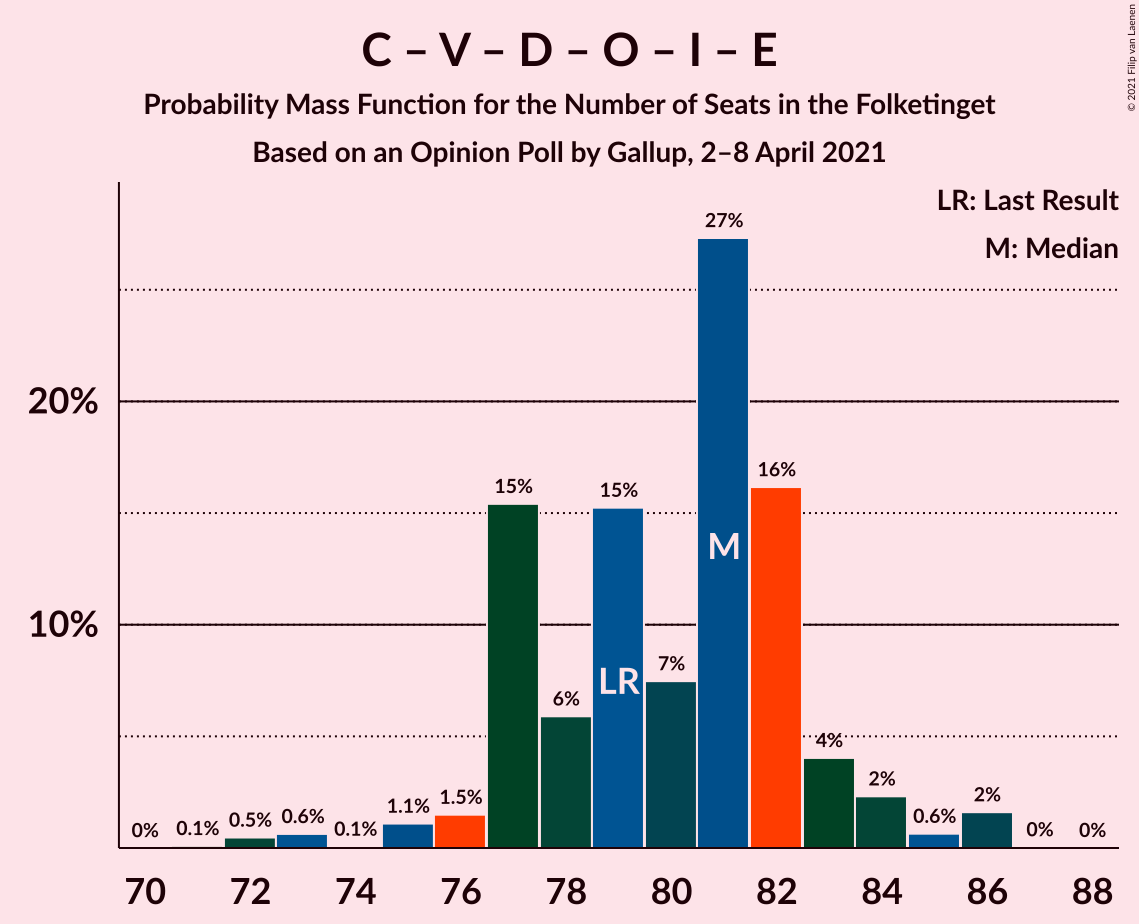 C – V – D – O – I – E
Probability Mass Function for the Number of Seats in the Folketinget
Based on an Opinion Poll by Gallup, 2–8 April 2021
© 2021 Filip van Laenen
LR: Last Result
M: Median
20%
10%
0%
0.1%
0.5%
0.6%
0.1%
1.1%
1.5%
15%
6%
15%
7%
27%
16%
4%
2%
0.6%
2%
0%
0%
LR
M
70 72 74 76 78 80 82 84 86 88